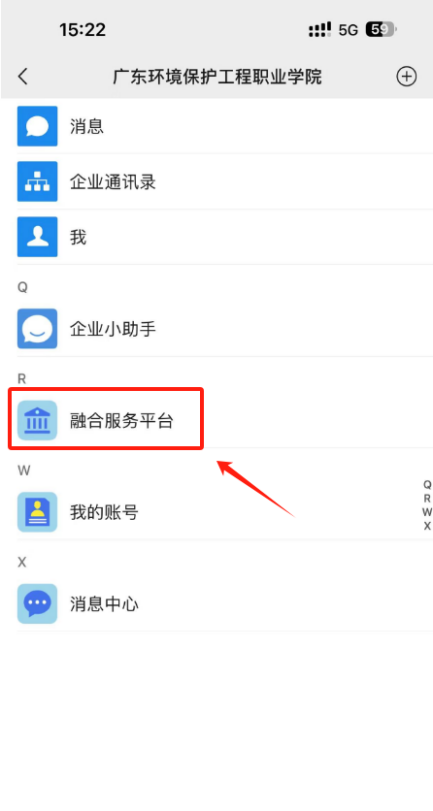 15:22
5G
59
广东环境保护工程职业学院
消息
企业通讯录
我
Q
企业小助手
R
融合服务平台
W
我的账号
X
消息中心
Q
R
W
X